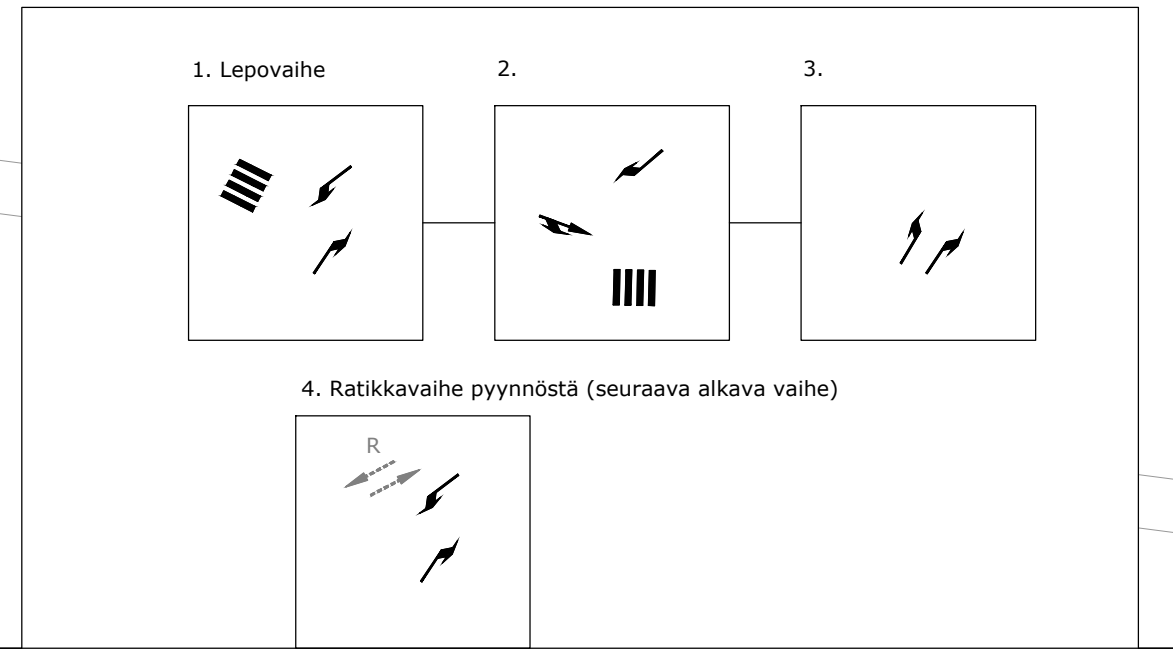 1. Lepovaihe
2.
3.
4. Ratikkavaihe pyynnöstä (seuraava alkava vaihe)
R